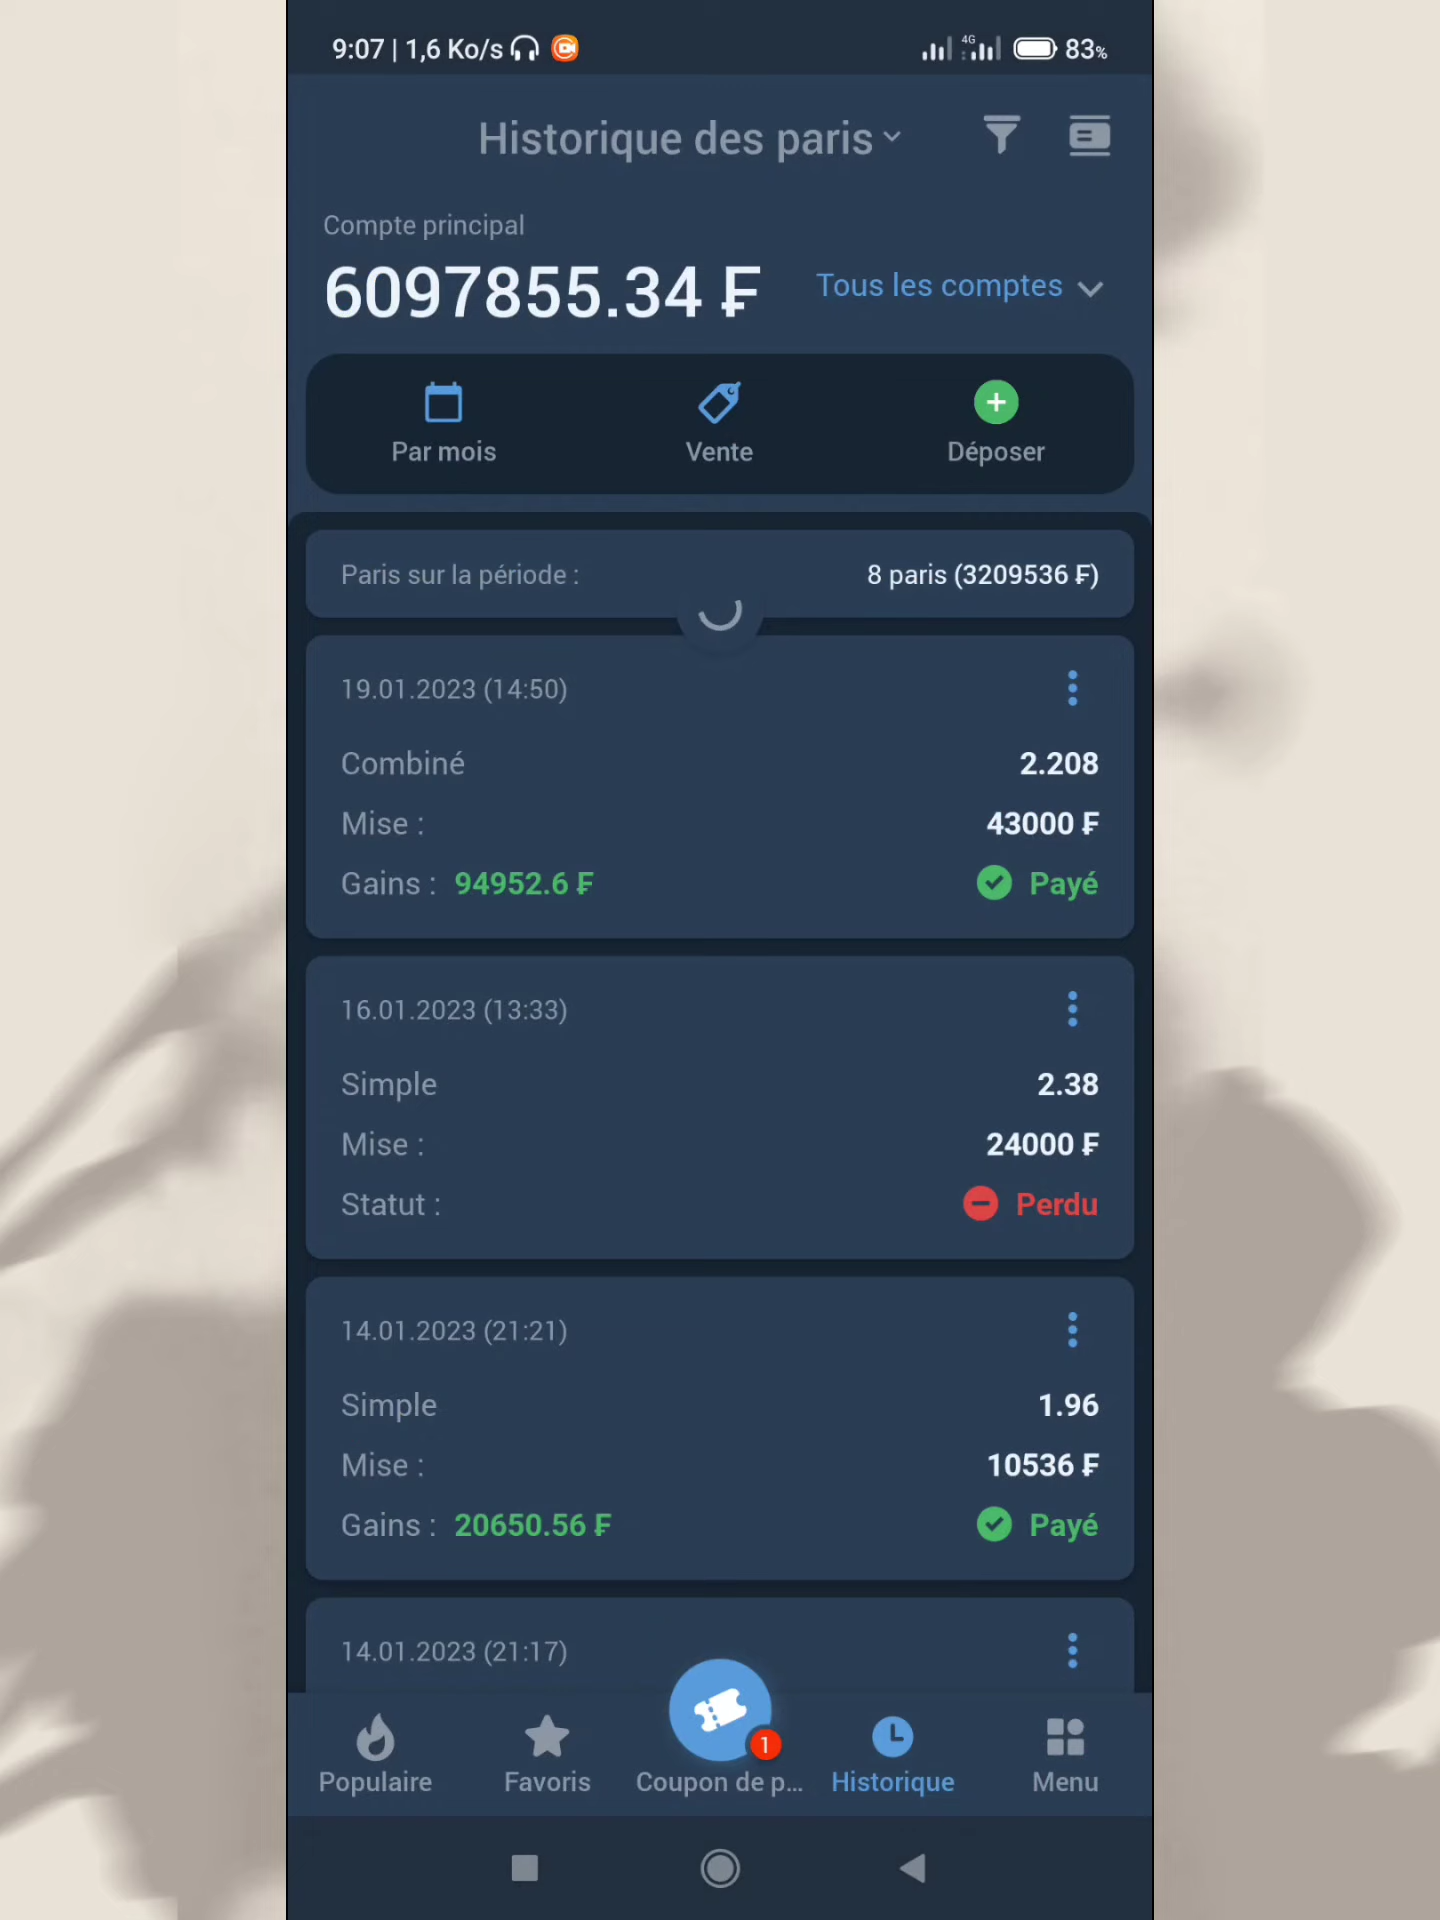 9:07 | 1,6 Ko/s 4G 83%
Historique des paris
Compte principal
6097855.34 ₣ Tous les comptes
Par mois Vente Déposer
Paris sur la période : 8 paris (3209536 ₣)
19.01.2023 (14:50)
Combiné 2.208
Mise : 43000 ₣
Gains : 94952.6 ₣ Payé
16.01.2023 (13:33)
Simple 2.38
Mise : 24000 ₣
Statut : Perdu
14.01.2023 (21:21)
Simple 1.96
Mise : 10536 ₣
Gains : 20650.56 ₣ Payé
14.01.2023 (21:17)
1
Populaire Favoris Coupon de p... Historique Menu